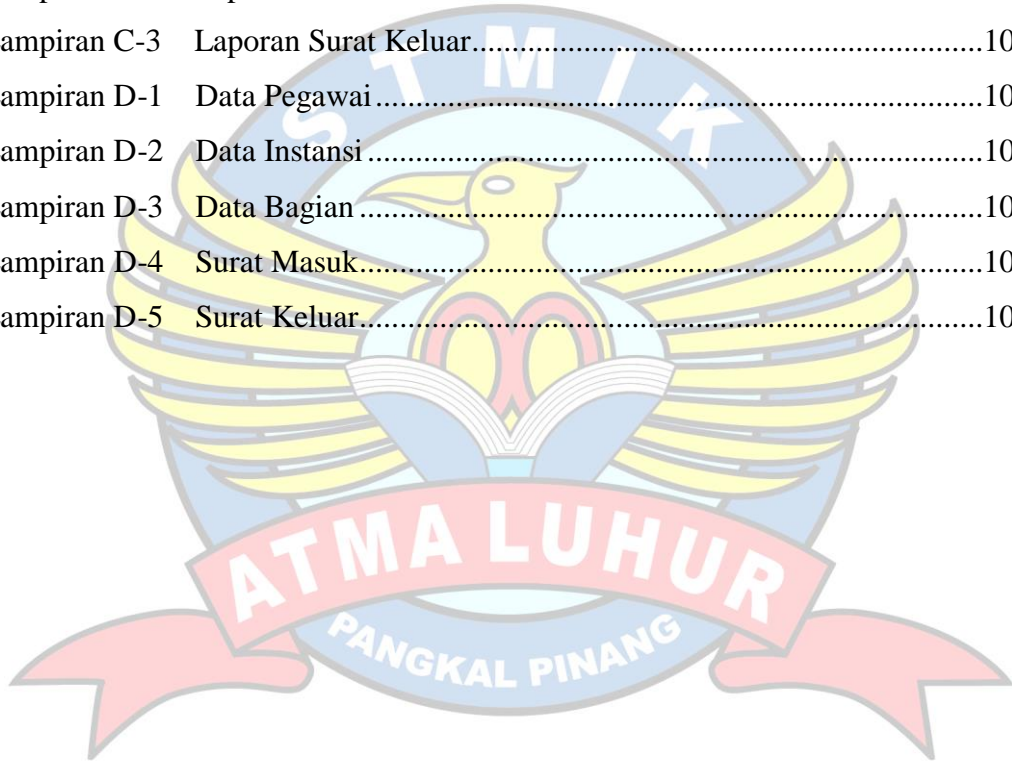 ampiran C-3 Laporan Surat Keluar................................................................10
ampiran D-1 Data Pegawai............................................................................10
ampiran D-2 Data Instansi.............................................................................10
ampiran D-3 Data Bagian..............................................................................10
ampiran D-4 Surat Masuk..............................................................................10
ampiran D-5 Surat Keluar..............................................................................10
STMIK
ATMA LUHUR
PANGKAL PINANG